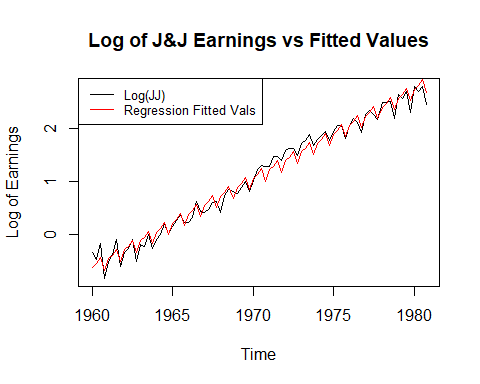 Log of J&J Earnings vs Fitted Values
Log(JJ)
Regression Fitted Vals
Log of Earnings
2
1
0
1960 1965 1970 1975 1980
Time